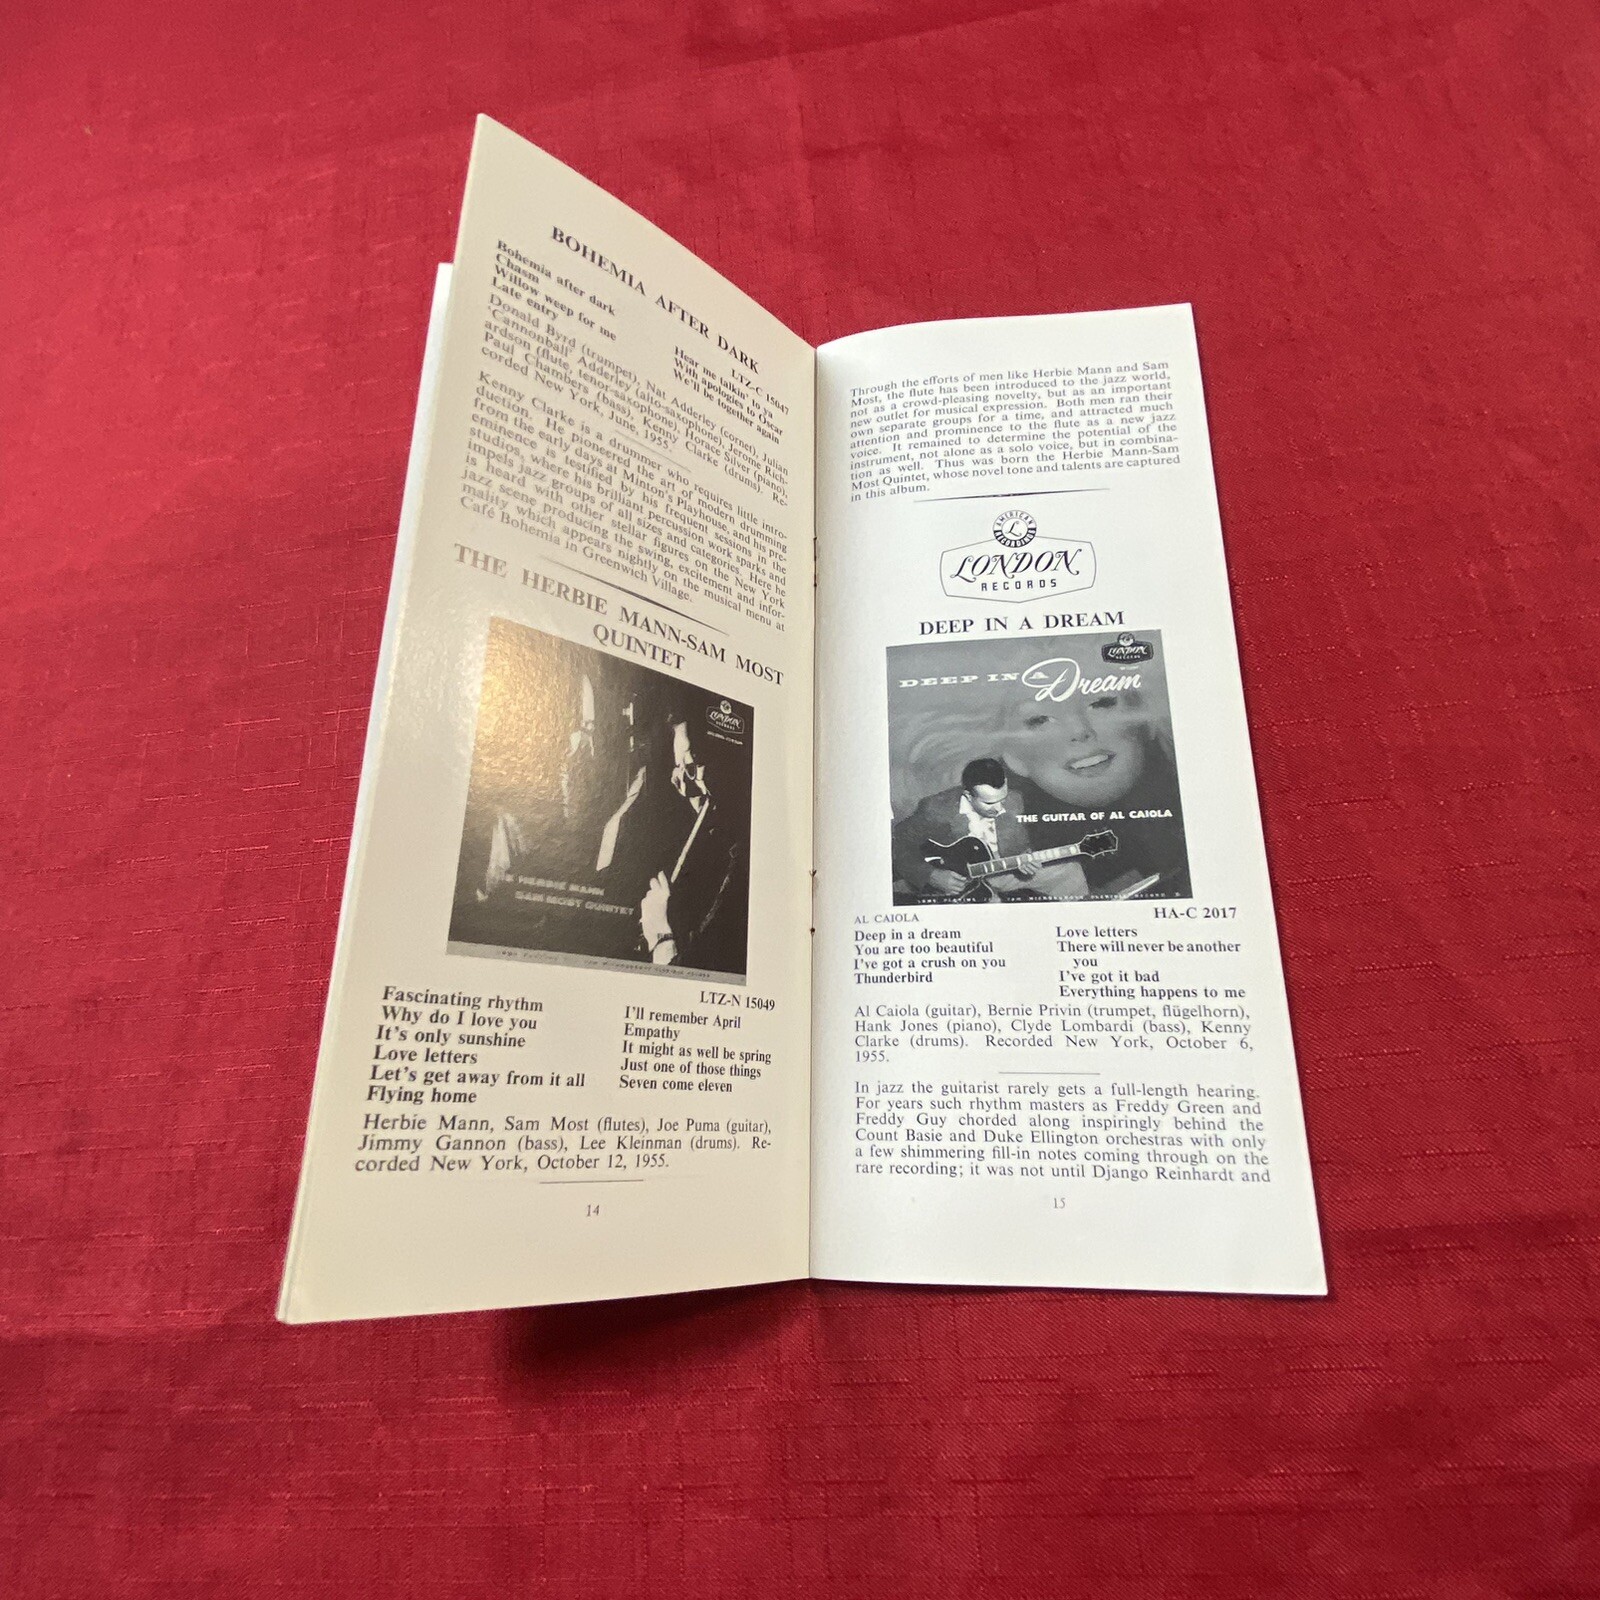 BOHEMIA AFTER DARK
LTZ-C 15047
Bohemia after dark
Chasm
Willow weep for me
Late entry
Hear me talkin' to ya
With apologies to Oscar
We'll be together again
Donald Byrd (trumpet), Nat Adderley (cornet), Julian
'Cannonball' Adderley (alto-saxophone), Jerome Rich-
ardson (flute, tenor-saxophone), Horace Silver (piano),
Paul Chambers (bass), Kenny Clarke (drums). Re-
corded New York, June, 1955.
Kenny Clarke is a drummer who requires little intro-
duction. He pioneered the art of modern drumming
from the early days at Minton's Playhouse, and his pre-
eminence is testified by his frequent sessions in the
studios, where his brilliant percussion work sparks and
impels jazz groups of all sizes and categories. Here he
is heard with other stellar figures on the New York
jazz scene producing the swing, excitement and infor-
mality which appears nightly on the musical menu at
Café Bohemia in Greenwich Village.
THE HERBIE MANN-SAM MOST
QUINTET
LONDON
RECORDS
HERBIE MANN
SAM MOST QUINTET
LTZ-N 15049
Fascinating rhythm
Why do I love you
It's only sunshine
Love letters
Let's get away from it all
Flying home
I'll remember April
Empathy
It might as well be spring
Just one of those things
Seven come eleven
Herbie Mann, Sam Most (flutes), Joe Puma (guitar),
Jimmy Gannon (bass), Lee Kleinman (drums). Re-
corded New York, October 12, 1955.
14
Through the efforts of men like Herbie Mann and Sam
Most, the flute has been introduced to the jazz world,
not as a crowd-pleasing novelty, but as an important
new outlet for musical expression. Both men ran their
own separate groups for a time, and attracted much
attention and prominence to the flute as a new jazz
voice. It remained to determine the potential of the
instrument, not alone as a solo voice, but in combina-
tion as well. Thus was born the Herbie Mann-Sam
Most Quintet, whose novel tone and talents are captured
in this album.
AMERICAN
L
RECORDINGS
LONDON
RECORDS
DEEP IN A DREAM
LONDON
RECORDS
DEEP IN A Dream
THE GUITAR OF AL CAIOLA
AL CAIOLA
HA-C 2017
Deep in a dream
You are too beautiful
I've got a crush on you
Thunderbird
Love letters
There will never be another
you
I've got it bad
Everything happens to me
Al Caiola (guitar), Bernie Privin (trumpet, flügelhorn),
Hank Jones (piano), Clyde Lombardi (bass), Kenny
Clarke (drums). Recorded New York, October 6,
1955.
In jazz the guitarist rarely gets a full-length hearing.
For years such rhythm masters as Freddy Green and
Freddy Guy chorded along inspiringly behind the
Count Basie and Duke Ellington orchestras with only
a few shimmering fill-in notes coming through on the
rare recording; it was not until Django Reinhardt and
15